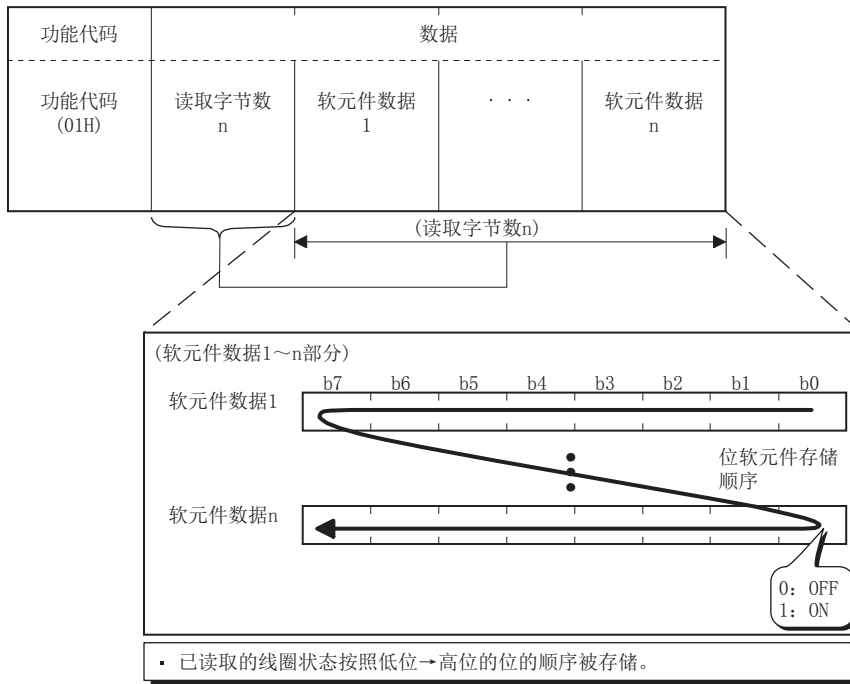 功能代码 数据
功能代码 读取字节数 软元件数据 · · · 软元件数据
(01H) n 1 n
(读取字节数n)
(软元件数据1～n部分)
b7 b6 b5 b4 b3 b2 b1 b0
软元件数据1
位软元件存储
顺序
软元件数据n
0: OFF
1: ON
▪ 已读取的线圈状态按照低位→高位的位的顺序被存储。